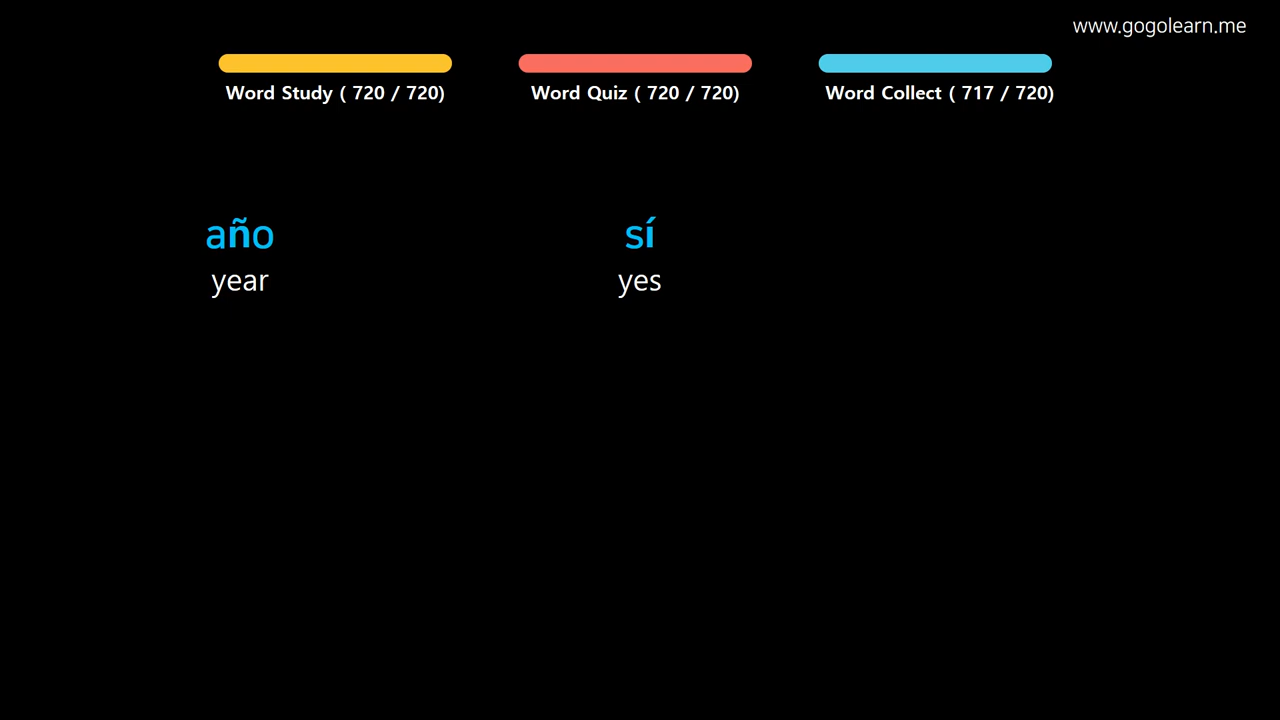 www.gogolearn.me
Word Study ( 720 / 720)
Word Quiz ( 720 / 720)
Word Collect ( 717 / 720)
año
year
sí
yes